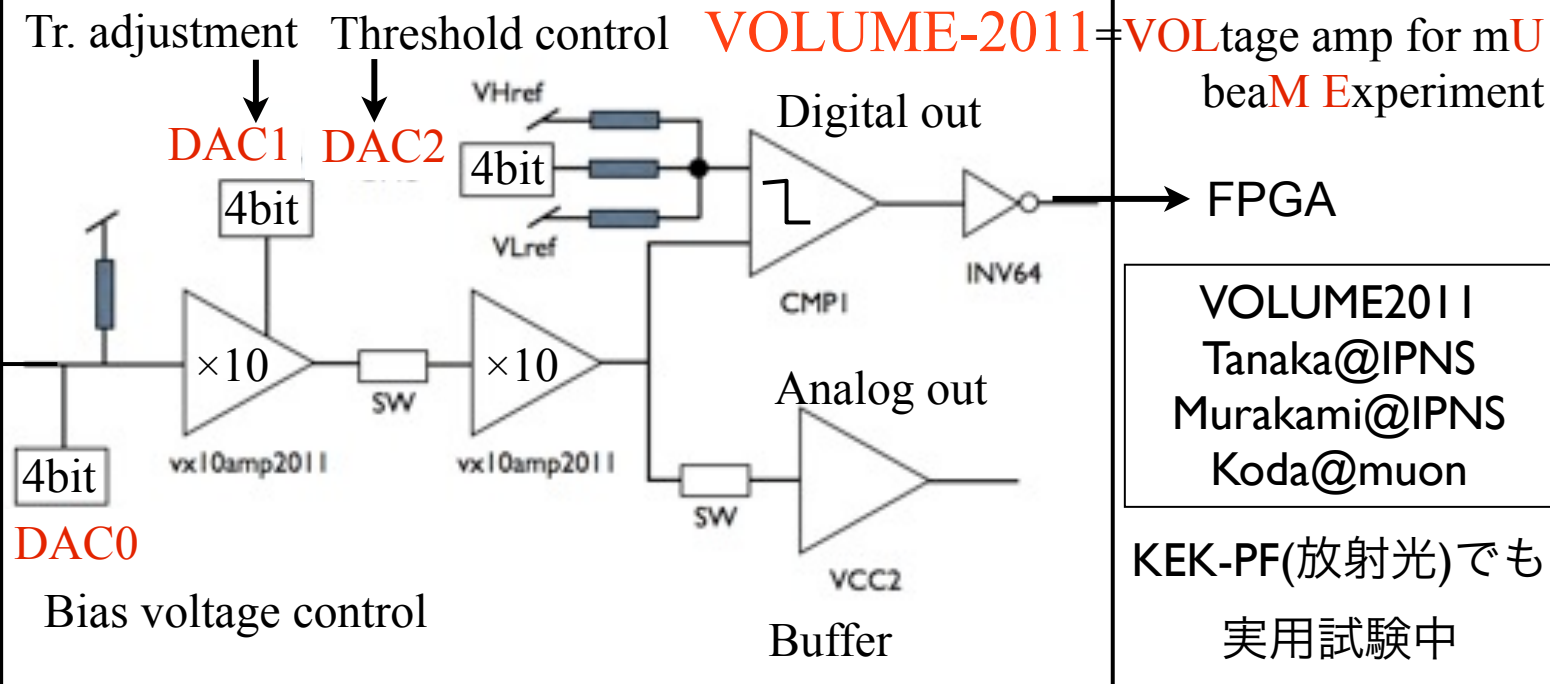 Tr. adjustment
Threshold control
VOLUME-2011=VOLtage amp for mU
beaM Experiment
DAC1
DAC2
VHref
4bit
4bit
VLref
Digital out
CMP1
INV64
FPGA
×10
vx10amp2011
SW
×10
vx10amp2011
4bit
DAC0
Bias voltage control
Analog out
SW
VCC2
Buffer
VOLUME2011
Tanaka@IPNS
Murakami@IPNS
Koda@muon
KEK-PF(放射光)でも
実用試験中